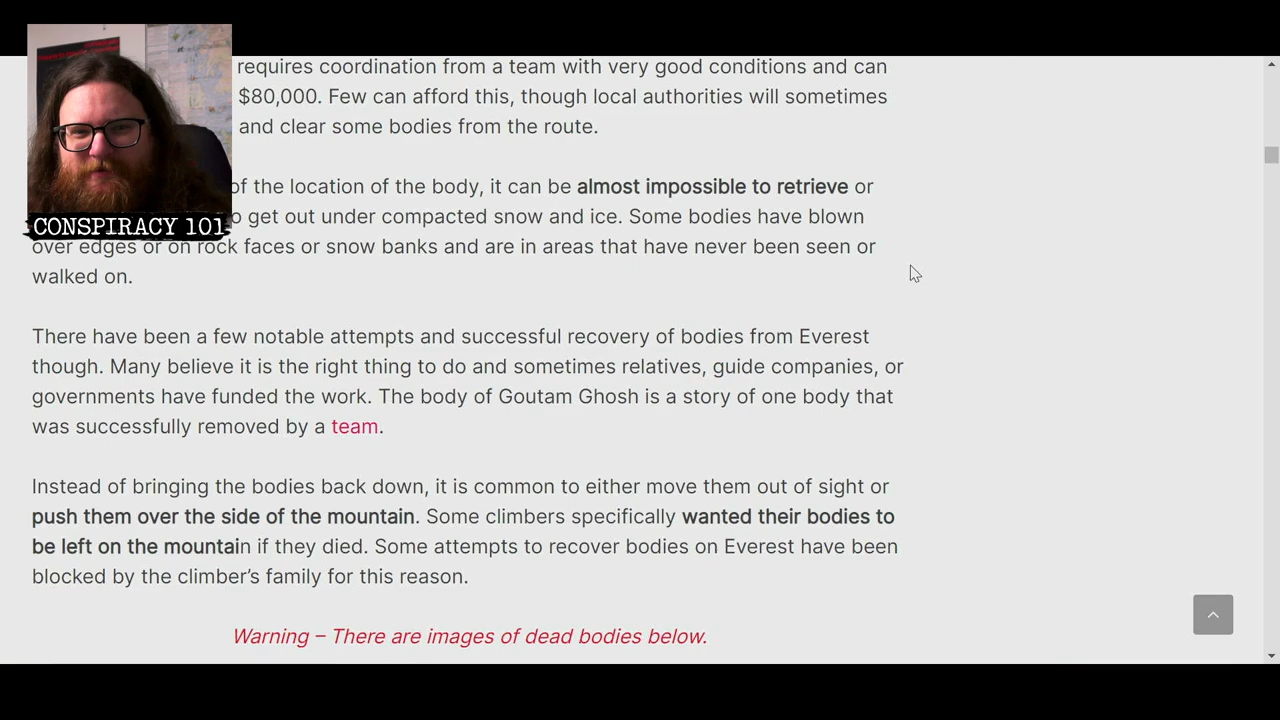 requires coordination from a team with very good conditions and can
$80,000. Few can afford this, though local authorities will sometimes
and clear some bodies from the route.
of the location of the body, it can be almost impossible to retrieve or
o get out under compacted snow and ice. Some bodies have blown
CONSPIRACY 101
over edges or on rock faces or snow banks and are in areas that have never been seen or
walked on.
There have been a few notable attempts and successful recovery of bodies from Everest
though. Many believe it is the right thing to do and sometimes relatives, guide companies, or
governments have funded the work. The body of Goutam Ghosh is a story of one body that
was successfully removed by a team.
Instead of bringing the bodies back down, it is common to either move them out of sight or
push them over the side of the mountain. Some climbers specifically wanted their bodies to
be left on the mountain if they died. Some attempts to recover bodies on Everest have been
blocked by the climber’s family for this reason.
Warning – There are images of dead bodies below.